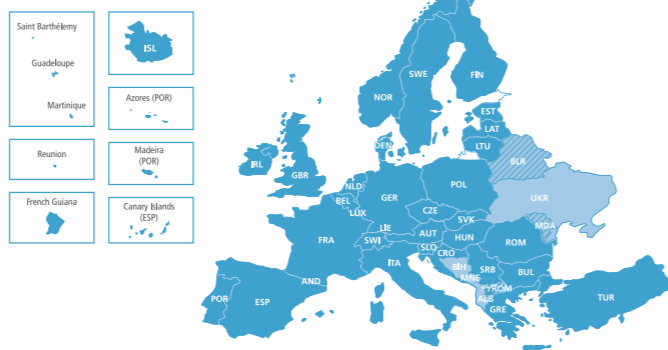 Saint Barthélemy
Guadeloupe
Martinique
Reunion
French Guiana
ISL
Azores (POR)
Madeira
(POR)
Canary Islands
(ESP)
SWE
FIN
NOR
EST
LAT
DEN
LTU
BLR
IRL
GBR
NLD
POL
BEL
GER
UKR
LUX
CZE
SVK
MDA
LIE
AUT
FRA
SWI
HUN
ROM
SLO
CRO
ITA
BIH
SRB
MNE
BUL
AND
FYROM
ALB
POR
ESP
GRE
TUR